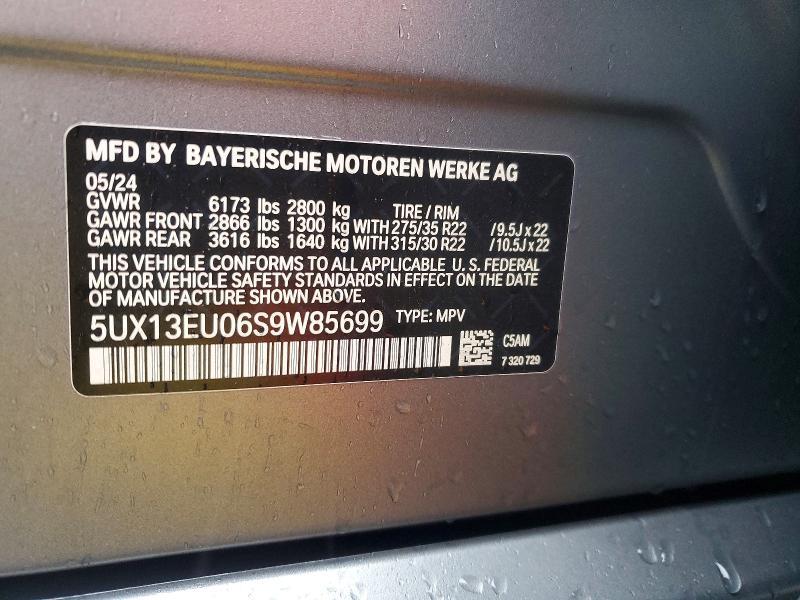 MFD BY BAYERISCHE MOTOREN WERKE AG
05/24
GVWR 6173 lbs 2800 kg TIRE / RIM
GAWR FRONT 2866 lbs 1300 kg WITH 275/35 R22 / 9.5J x 22
GAWR REAR 3616 lbs 1640 kg WITH 315/30 R22 / 10.5J x 22
THIS VEHICLE CONFORMS TO ALL APPLICABLE U. S. FEDERAL
MOTOR VEHICLE SAFETY STANDARDS IN EFFECT ON THE DATE
OF MANUFACTURE SHOWN ABOVE.
5UX13EU06S9W85699 TYPE: MPV
C5AM
7 320 729